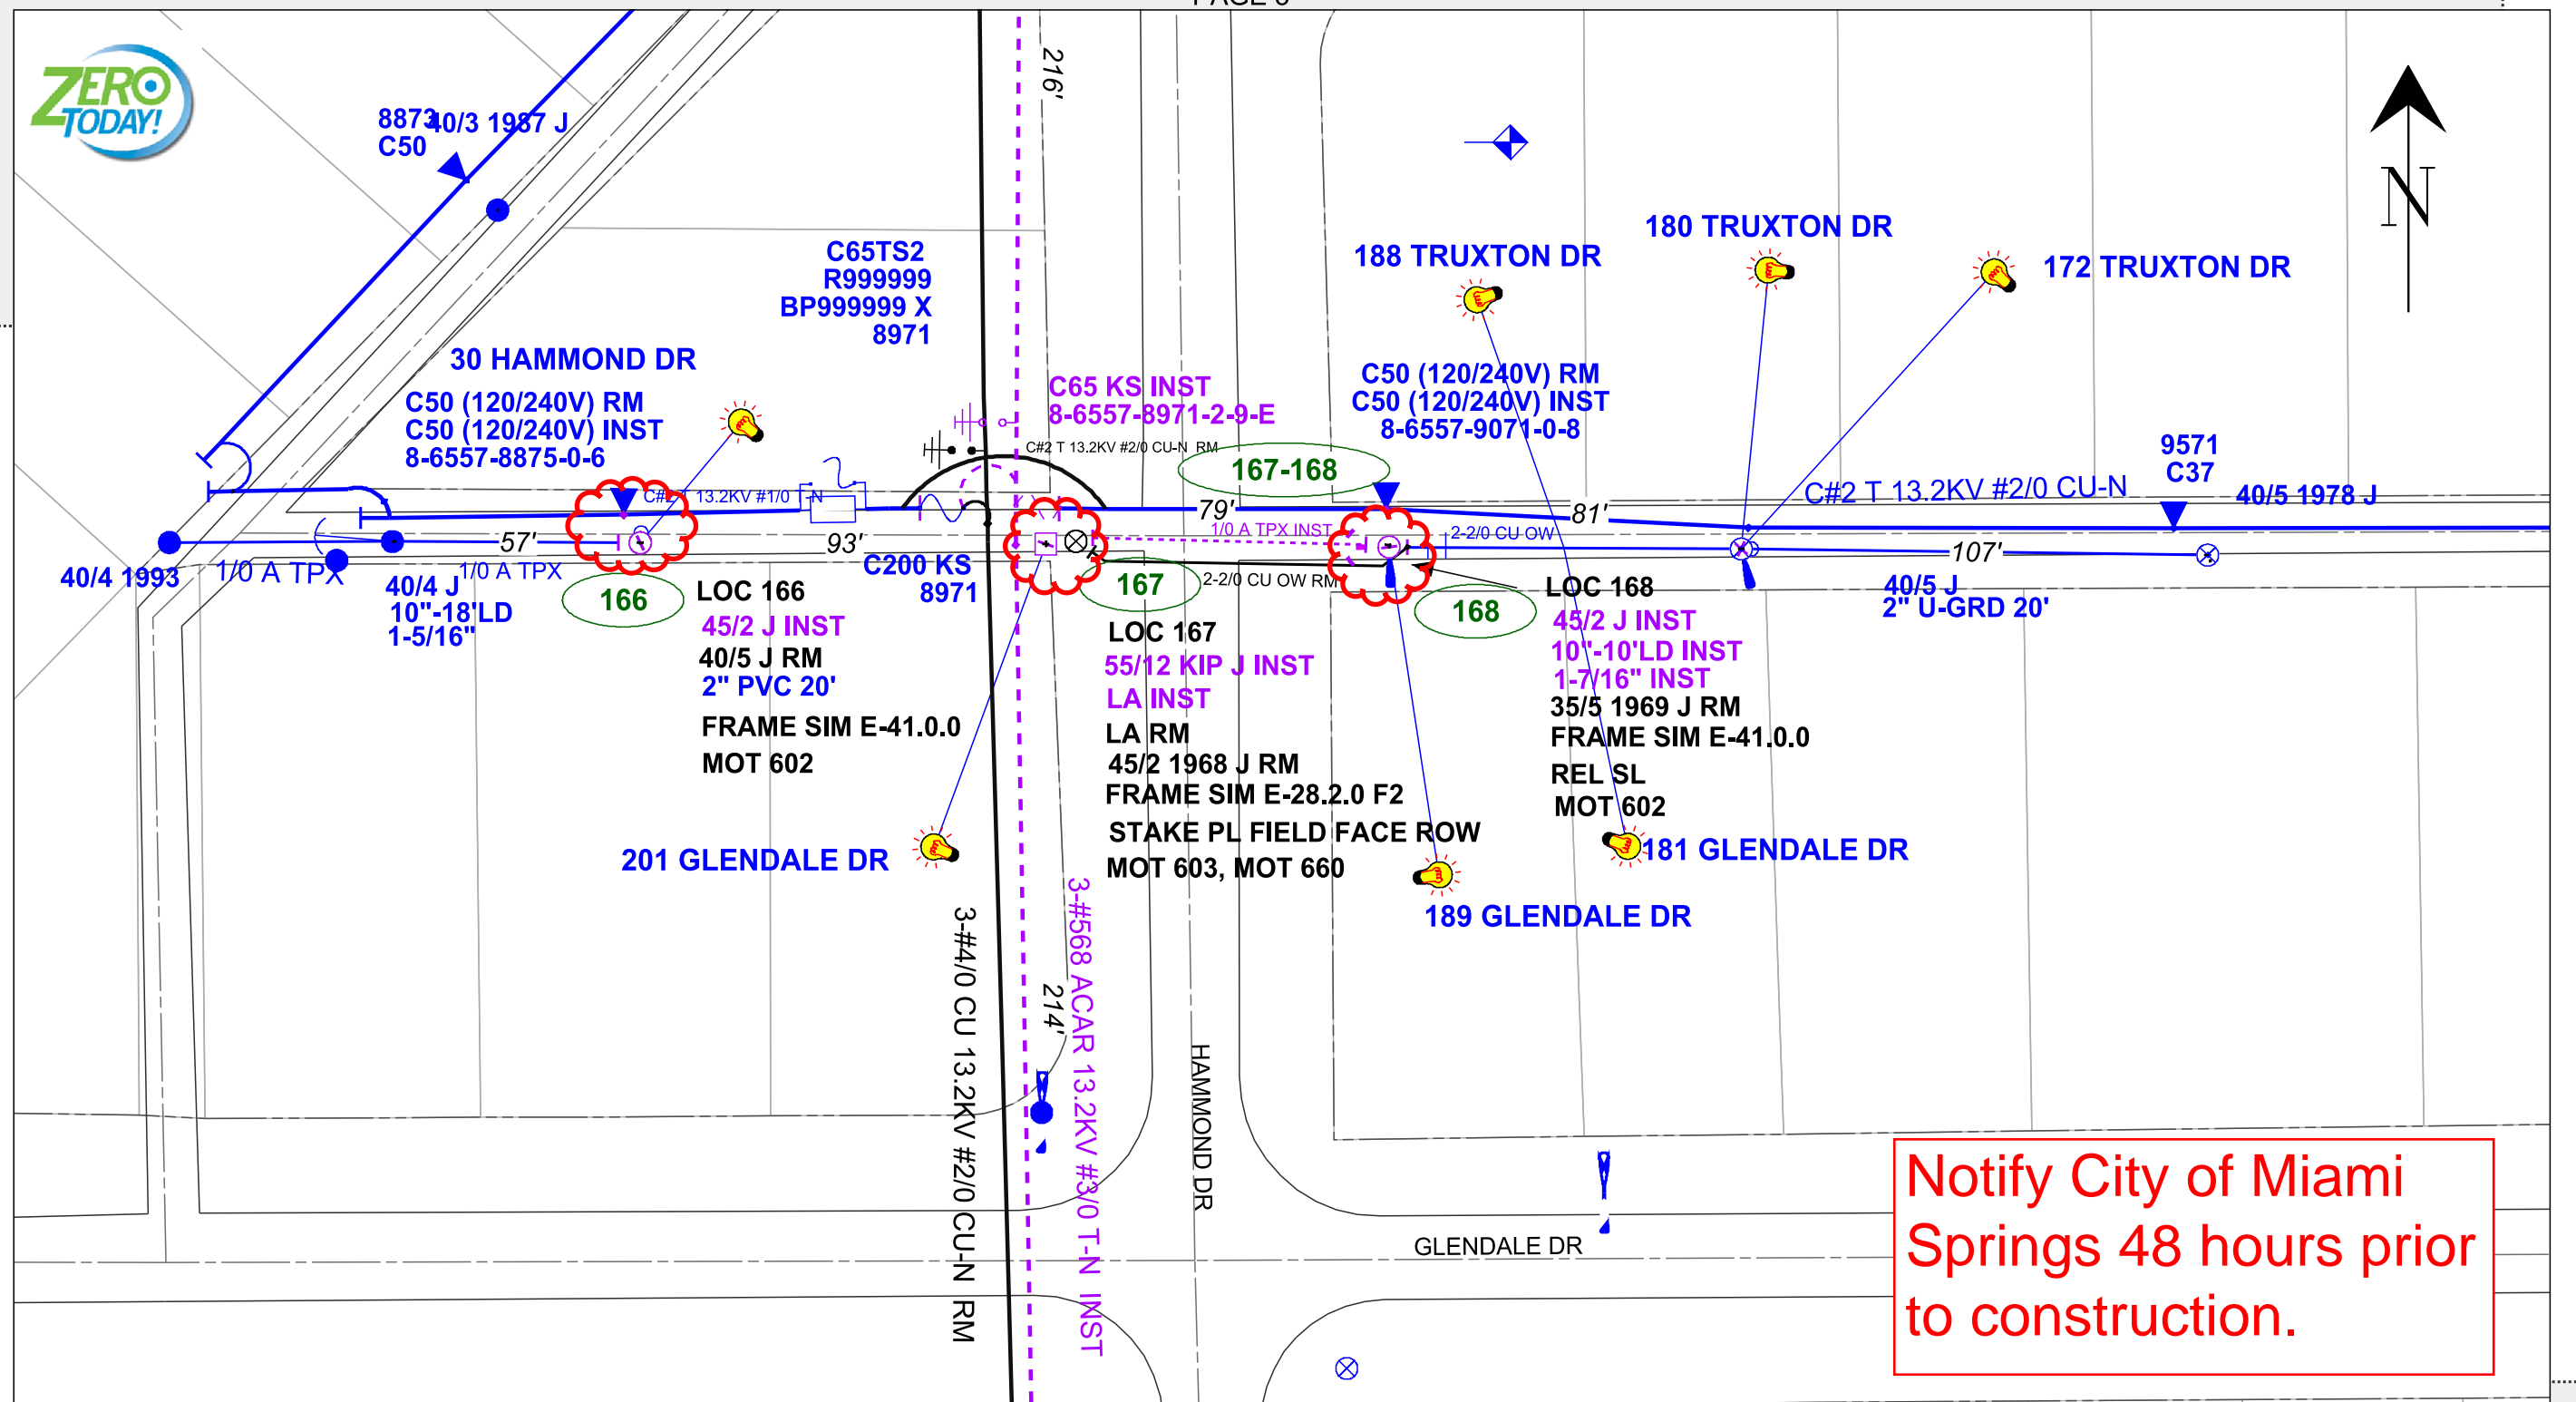 ZERO
TODAY!
8873
C50
40/3 1987 J
216'
N
C65TS2
R999999
BP999999 X
8971
30 HAMMOND DR
C50 (120/240V) RM
C50 (120/240V) INST
8-6557-8875-0-6
C65 KS INST
8-6557-8971-2-9-E
C#2 T 13.2KV #2/0 CU-N RM
188 TRUXTON DR
180 TRUXTON DR
172 TRUXTON DR
C50 (120/240V) RM
C50 (120/240V) INST
8-6557-9071-0-8
167-168
9571
C37
C#2 T 13.2KV #2/0 CU-N
40/5 1978 J
C#2 T 13.2KV #1/0 T N
79'
81'
1/0 A TPX INST
2-2/0 CU OW
57'
93'
107'
40/4 1993
1/0 A TPX
1/0 A TPX
40/4 J
10"-18'LD
1-5/16"
C200 KS
8971
2-2/0 CU OW RM
166
167
168
LOC 166
45/2 J INST
40/5 J RM
2" PVC 20'
FRAME SIM E-41.0.0
MOT 602
LOC 167
55/12 KIP J INST
LA INST
LA RM
45/2 1968 J RM
FRAME SIM E-28.2.0 F2
STAKE PL FIELD FACE ROW
MOT 603, MOT 660
LOC 168
45/2 J INST
10"-10'LD INST
1-7/16" INST
35/5 1969 J RM
FRAME SIM E-41.0.0
REL SL
MOT 602
40/5 J
2" U-GRD 20'
201 GLENDALE DR
181 GLENDALE DR
189 GLENDALE DR
3-#4/0 CU 13.2KV #2/0 CU-N RM
214'
3-#568 ACAR 13.2KV #3/0 T-N INST
HAMMOND DR
GLENDALE DR
Notify City of Miami
Springs 48 hours prior
to construction.